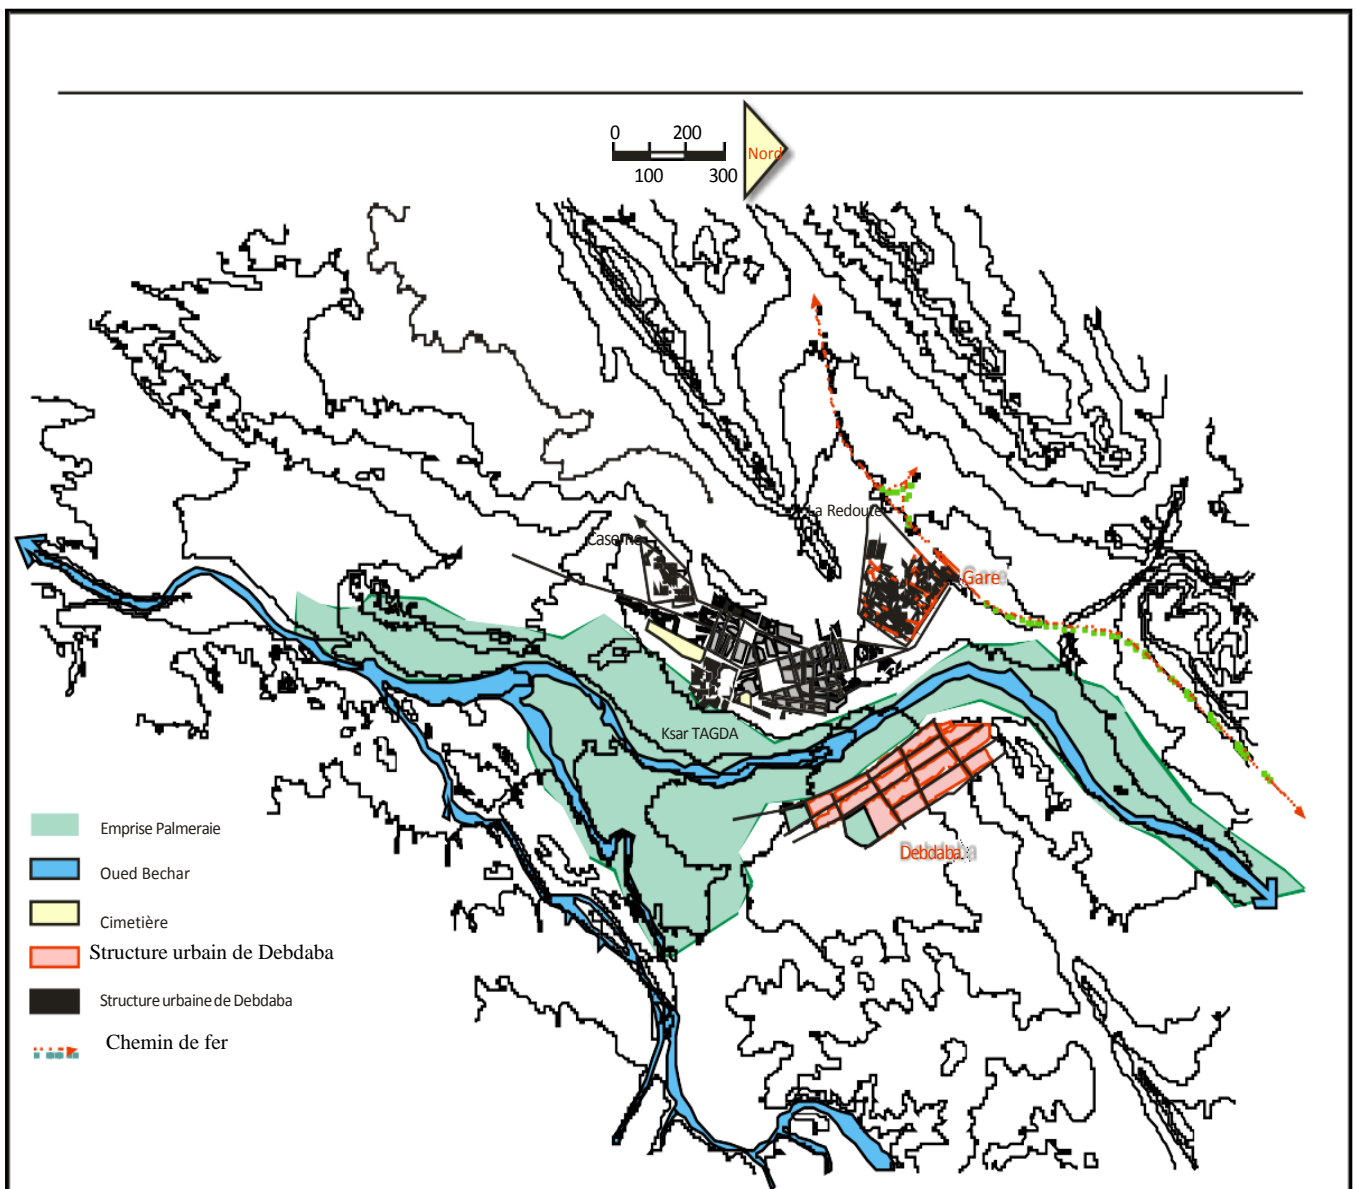 0 200
Nord
100 300
La Redoute
Caserne
Gare
Ksar TAGDA
Debdaba
Emprise Palmeraie
Oued Bechar
Cimetière
Structure urbain de Debdaba
Structure urbaine de Debdaba
Chemin de fer